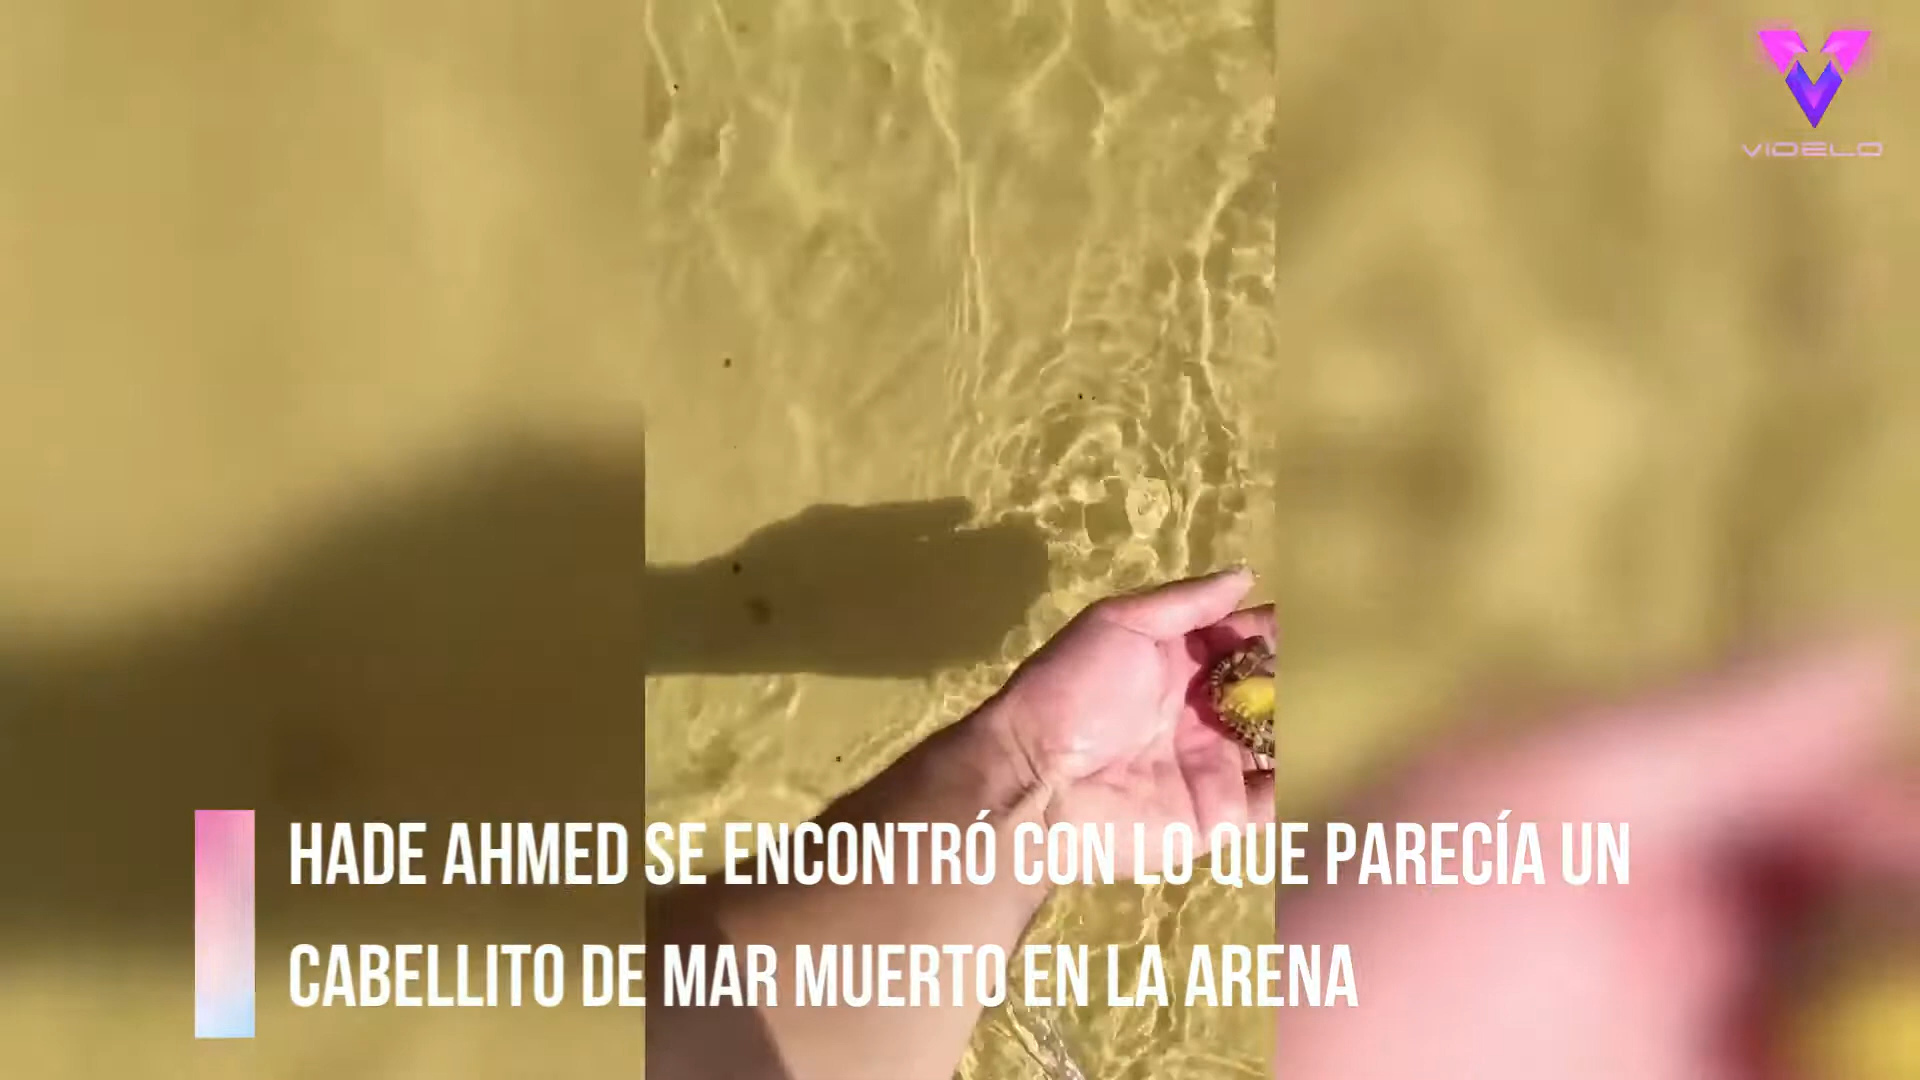 VIDELO
HADE AHMED SE ENCONTRÓ CON LO QUE PARECÍA UN
CABELLITO DE MAR MUERTO EN LA ARENA